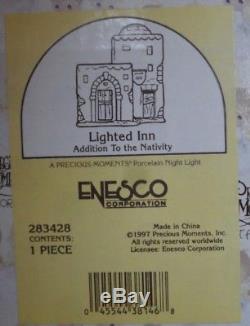 Lighted Inn
Addition To the Nativity
A PRECIOUS MOMENTS® Porcelain Night Light
ENESCO
CORPORATION
283428
CONTENTS:
1 PIECE
Made in China
©1997 Precious Moments, Inc.
All rights reserved worldwide
Licensee: Enesco Corporation
0 45544 38146 8